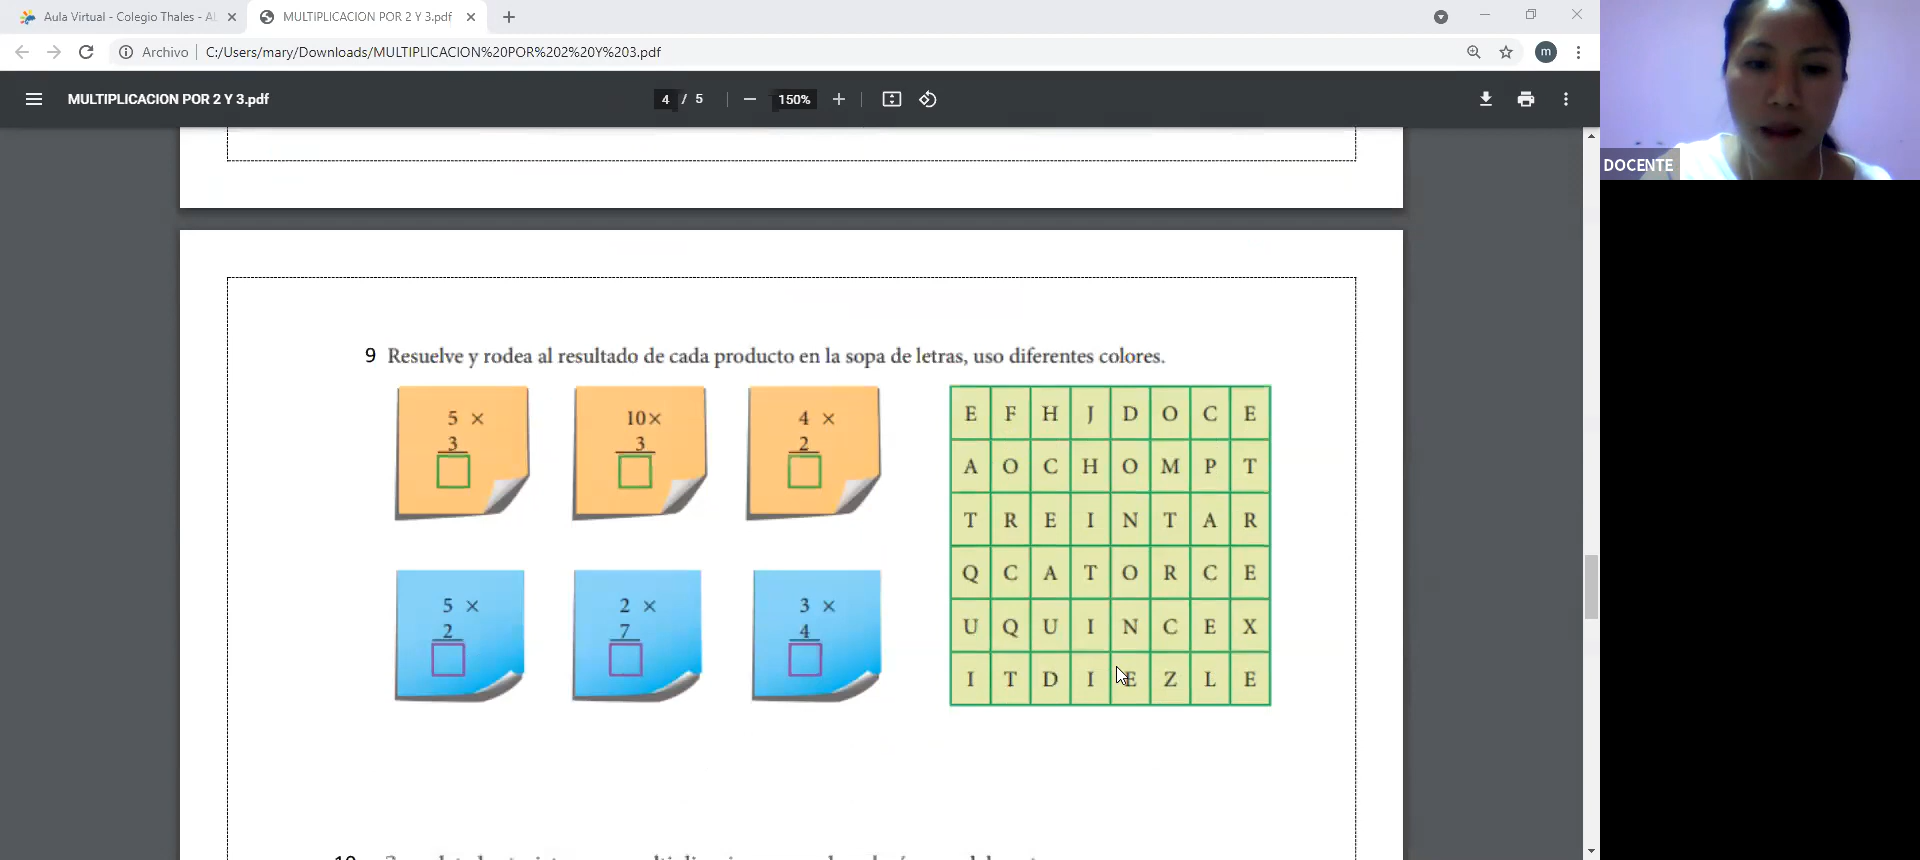 Aula Virtual - Colegio Thales - AL
MULTIPLICACION POR 2 Y 3.pdf
Archivo C:/Users/mary/Downloads/MULTIPLICACION%20POR%202%20Y%203.pdf
m
MULTIPLICACION POR 2 Y 3.pdf
4 / 5
150%
DOCENTE
9 Resuelve y rodea al resultado de cada producto en la sopa de letras, uso diferentes colores.
5 ×
3
10×
3
4 ×
2
5 ×
2
2 ×
7
3 ×
4
E F H J D O C E
A O C H O M P T
T R E I N T A R
Q C A T O R C E
U Q U I N C E X
I T D I E Z L E